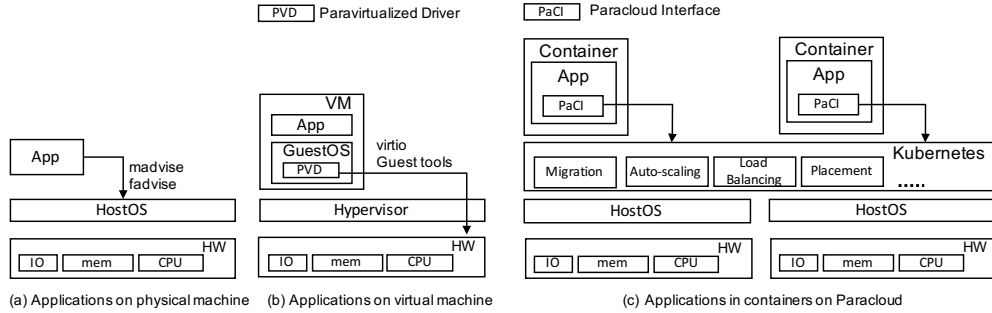 PVD Paravirtualized Driver
PaCI Paracloud Interface
App
madvise
fadvise
HostOS
HW
IO mem CPU
(a) Applications on physical machine
VM
App
GuestOS
PVD
virtio
Guest tools
Hypervisor
HW
IO mem CPU
(b) Applications on virtual machine
Container
App
PaCI
Container
App
PaCI
Kubernetes
Migration
Auto-scaling
Load
Balancing
Placement
.....
HostOS
HostOS
HW
IO mem CPU
HW
IO mem CPU
(c) Applications in containers on Paracloud